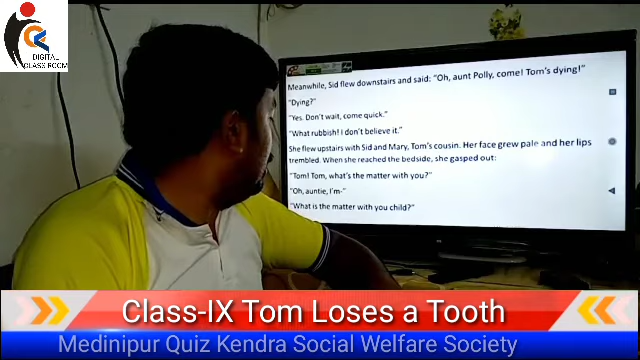 DIGITAL
CLASS ROOM
Meanwhile, Sid flew downstairs and said: “Oh, aunt Polly, come! Tom’s dying!”
“Dying?”
“Yes. Don’t wait, come quick.”
“What rubbish! I don’t believe it.”
She flew upstairs with Sid and Mary, Tom’s cousin. Her face grew pale and her lips
trembled. When she reached the bedside, she gasped out:
“Tom! Tom, what’s the matter with you?”
“Oh, auntie, I’m-”
“What is the matter with you child?”
Class-IX Tom Loses a Tooth
Medinipur Quiz Kendra Social Welfare Society